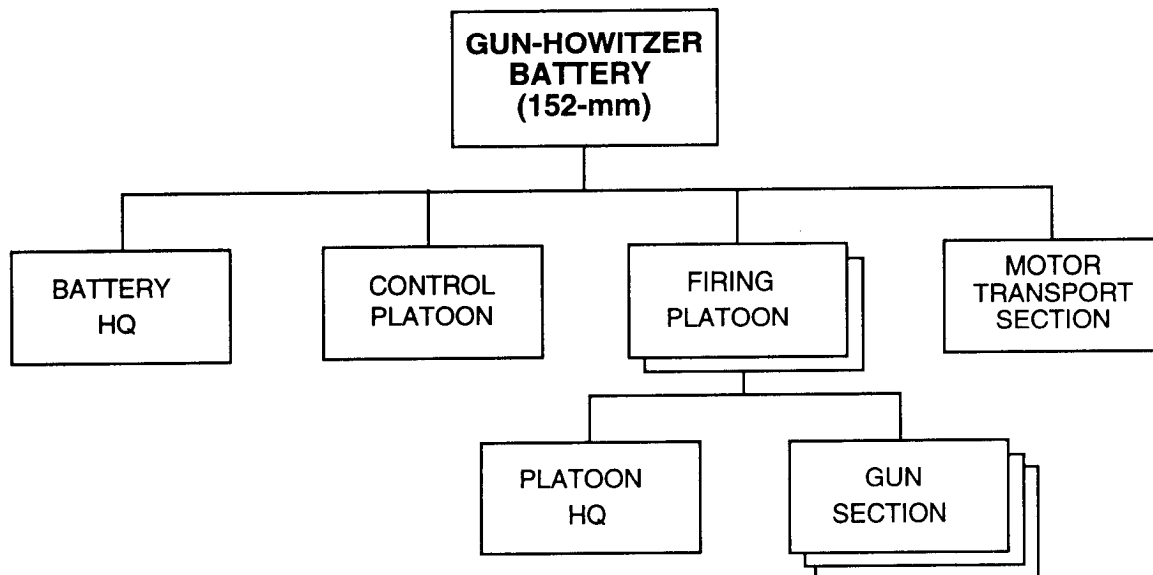 GUN-HOWITZER
BATTERY
(152-mm)
BATTERY
HQ
CONTROL
PLATOON
FIRING
PLATOON
MOTOR
TRANSPORT
SECTION
PLATOON
HQ
GUN
SECTION